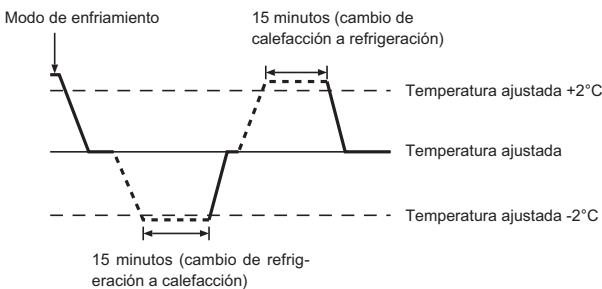 Modo de enfriamiento
15 minutos (cambio de
calefacción a refrigeración)
Temperatura ajustada +2°C
Temperatura ajustada
Temperatura ajustada -2°C
15 minutos (cambio de refrig-
eración a calefacción)